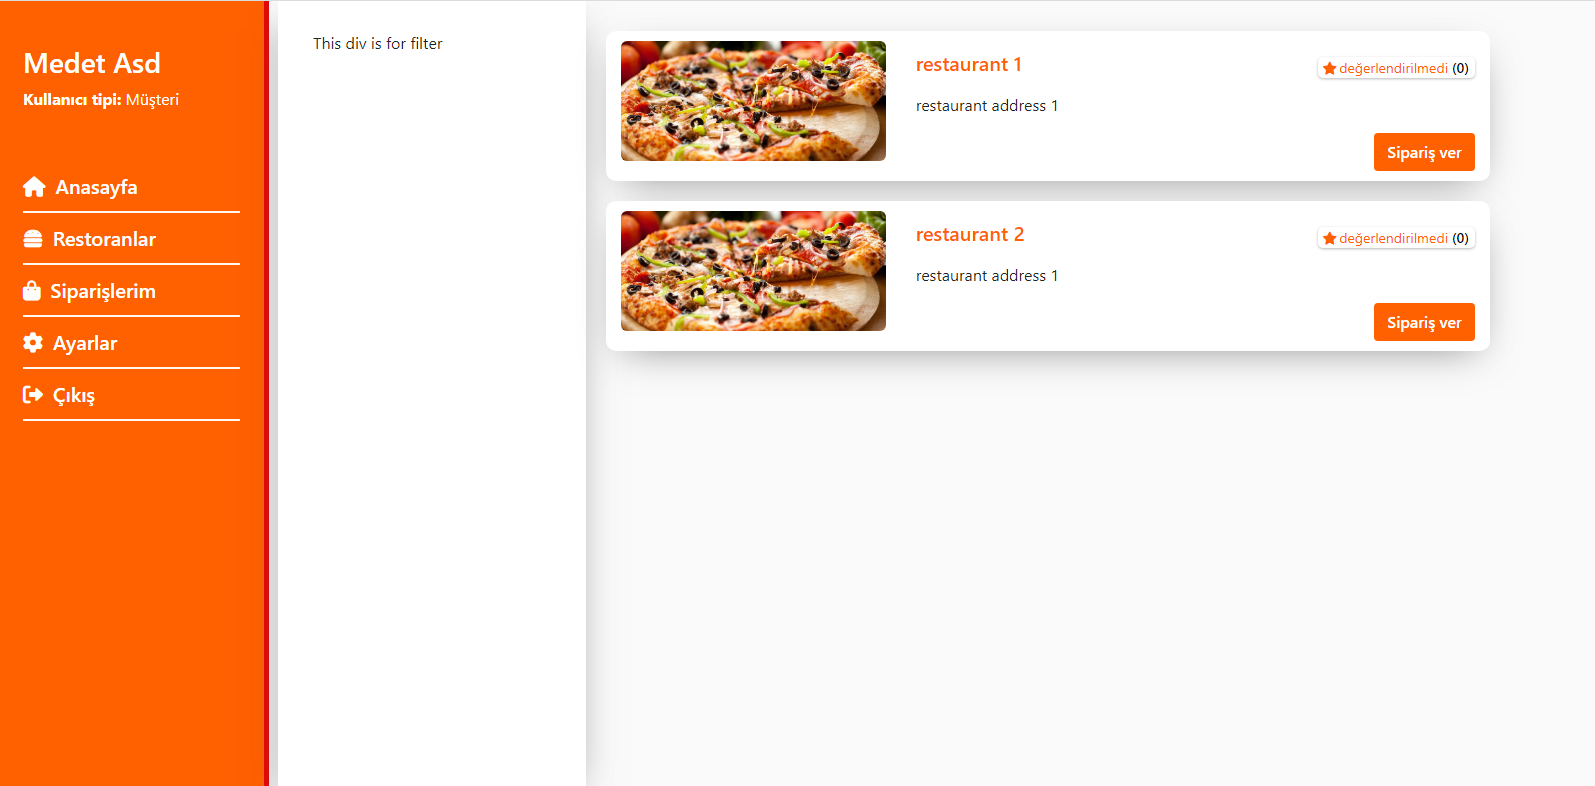 Medet Asd
Kullanıcı tipi: Müşteri
Anasayfa
Restoranlar
Siparişlerim
Ayarlar
Çıkış
This div is for filter
restaurant 1
değerlendirilmedi (0)
restaurant address 1
Sipariş ver
restaurant 2
değerlendirilmedi (0)
restaurant address 1
Sipariş ver